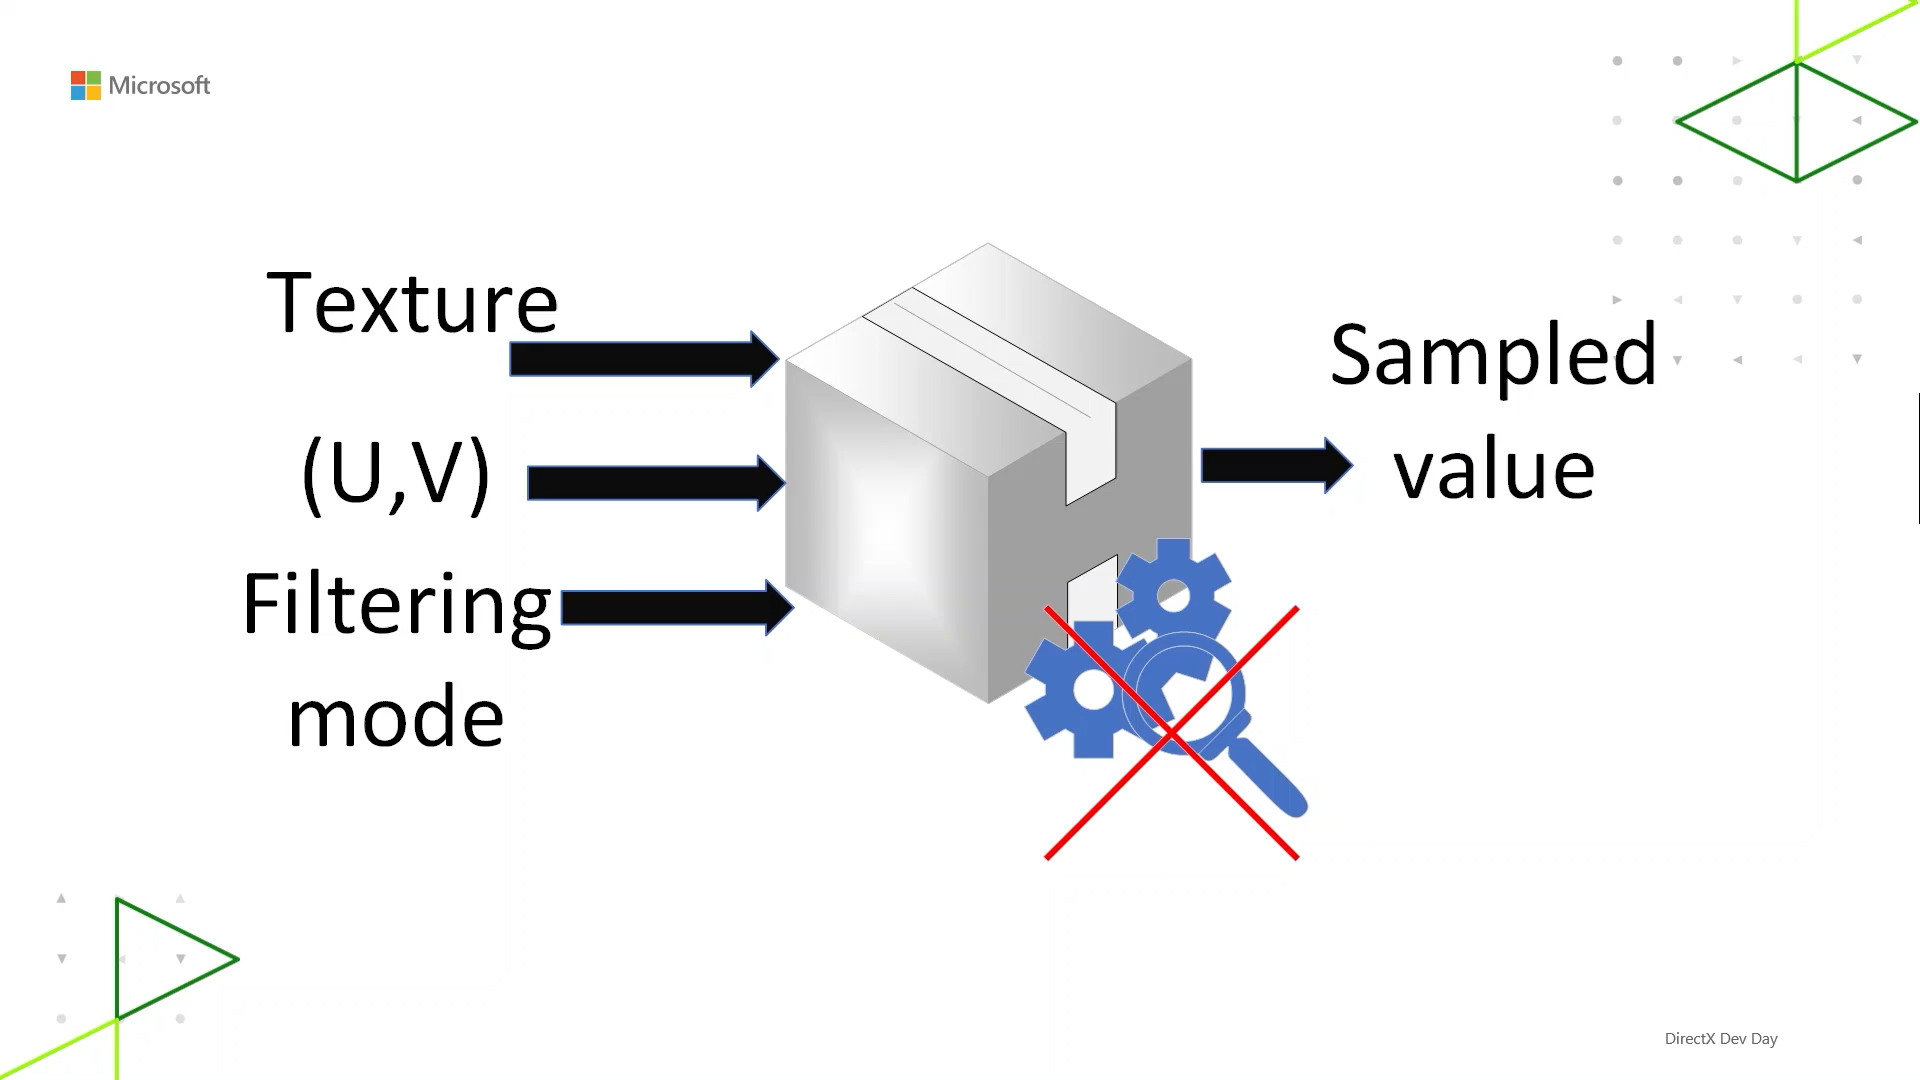 Microsoft
Texture
(U,V)
Filtering
mode
Sampled
value
DirectX Dev Day